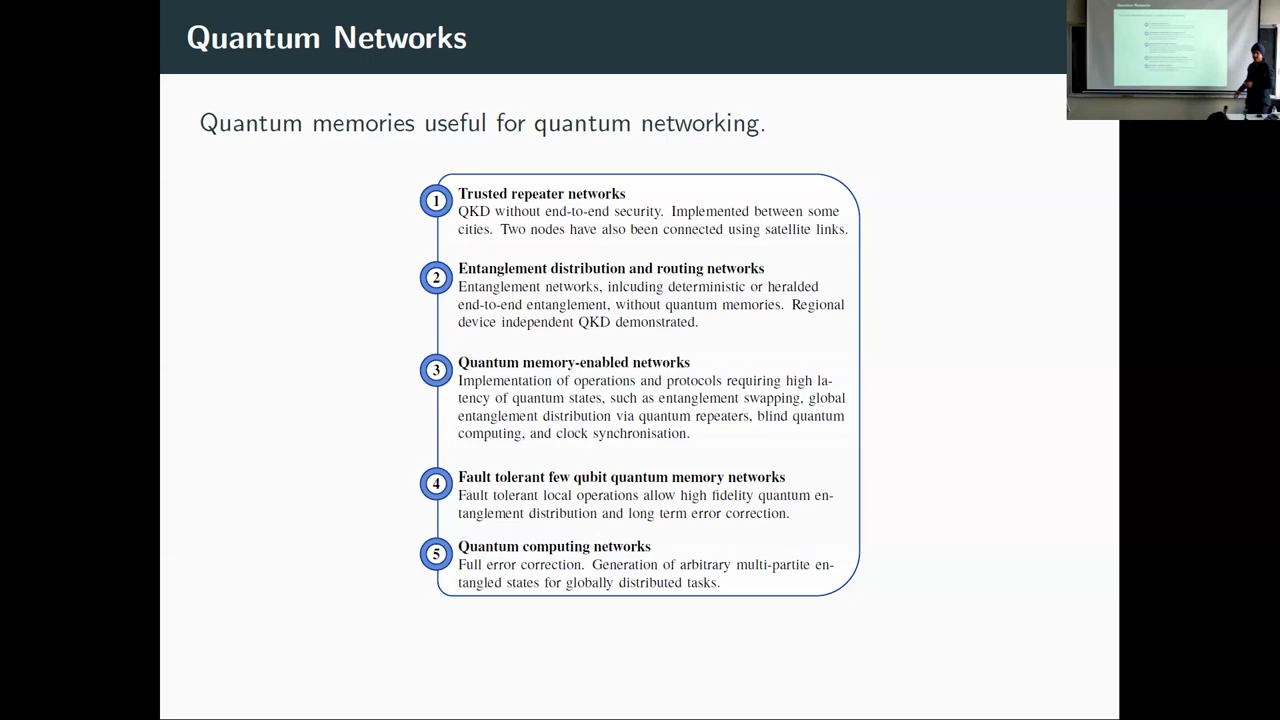 Quantum Networks
Quantum memories useful for quantum networking.
1 Trusted repeater networks
QKD without end-to-end security. Implemented between some
cities. Two nodes have also been connected using satellite links.
2 Entanglement distribution and routing networks
Entanglement networks, inlcuding deterministic or heralded
end-to-end entanglement, without quantum memories. Regional
device independent QKD demonstrated.
3 Quantum memory-enabled networks
Implementation of operations and protocols requiring high la-
tency of quantum states, such as entanglement swapping, global
entanglement distribution via quantum repeaters, blind quantum
computing, and clock synchronisation.
4 Fault tolerant few qubit quantum memory networks
Fault tolerant local operations allow high fidelity quantum en-
tanglement distribution and long term error correction.
5 Quantum computing networks
Full error correction. Generation of arbitrary multi-partite en-
tangled states for globally distributed tasks.
Quantum Networks